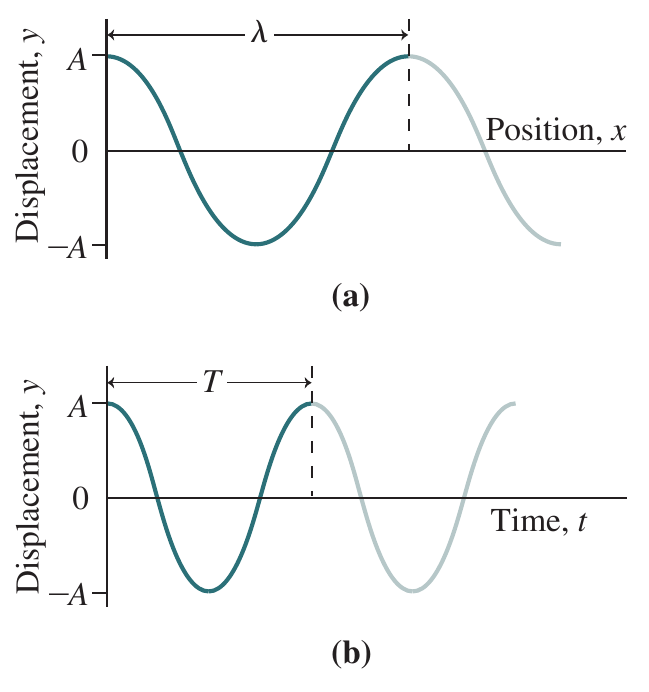 Displacement, y
λ
A
Position, x
0
−A
(a)
Displacement, y
T
A
0
Time, t
−A
(b)